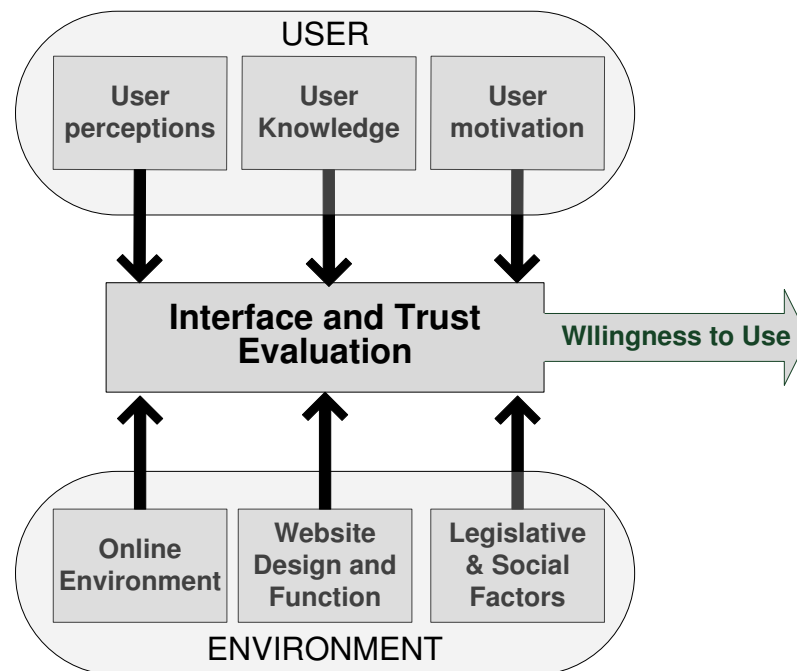 USER
User
perceptions
User
Knowledge
User
motivation
Interface and Trust
Evaluation
WIlingness to Use
Online
Environment
Website
Design and
Function
Legislative
& Social
Factors
ENVIRONMENT